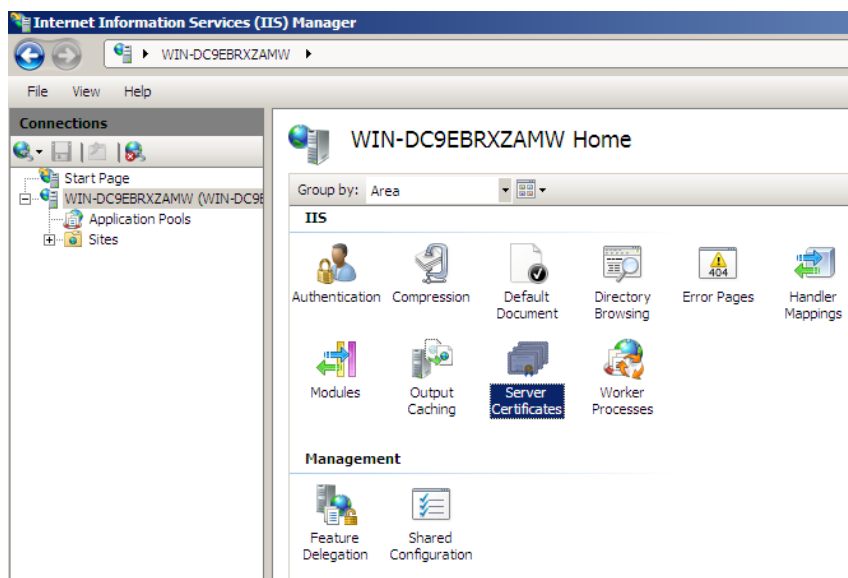 Internet Information Services (IIS) Manager
WIN-DC9EBRXZAMW
File View Help
Connections
Start Page
WIN-DC9EBRXZAMW (WIN-DC9E
Application Pools
Sites
WIN-DC9EBRXZAMW Home
Group by: Area
IIS
Authentication Compression Default Document Directory Browsing Error Pages Handler Mappings
404
Modules Output Caching Server Certificates Worker Processes
Management
Feature Delegation Shared Configuration